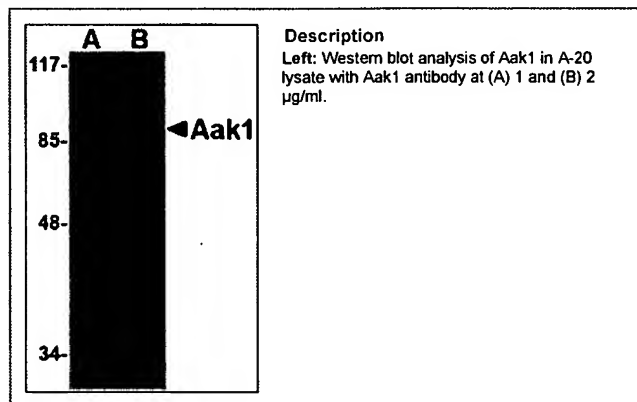 A B
117-
◄Aak1
85-
48-
34-
Description
Left: Western blot analysis of Aak1 in A-20
lysate with Aak1 antibody at (A) 1 and (B) 2
µg/ml.